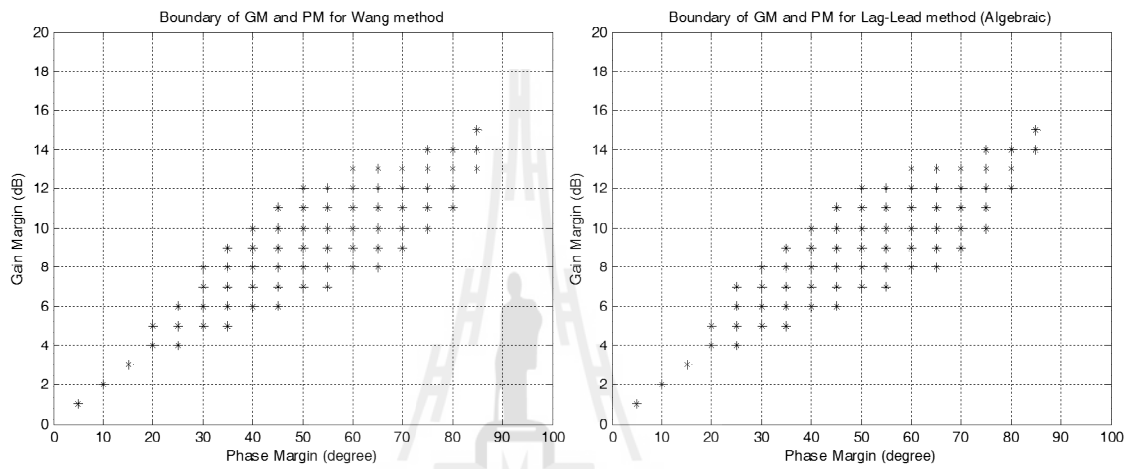 Boundary of GM and PM for Wang method
20
18
16
14
12
10
8
6
4
2
0
Gain Margin (dB)
0 10 20 30 40 50 60 70 80 90 100
Phase Margin (degree)
Boundary of GM and PM for Lag-Lead method (Algebraic)
20
18
16
14
12
10
8
6
4
2
0
Gain Margin (dB)
0 10 20 30 40 50 60 70 80 90 100
Phase Margin (degree)